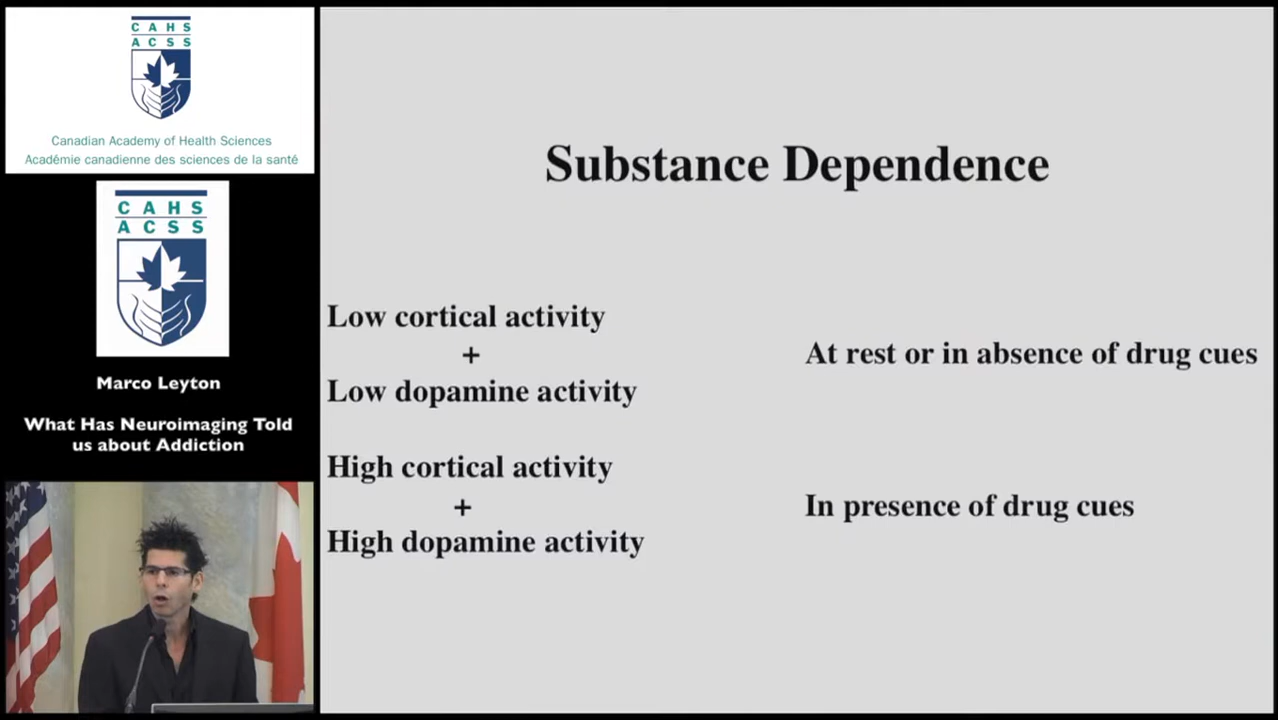 CAHS
ACSS
Canadian Academy of Health Sciences
Académie canadienne des sciences de la santé
CAHS
ACSS
Marco Leyton
What Has Neuroimaging Told
us about Addiction
Substance Dependence
Low cortical activity
+
Low dopamine activity
At rest or in absence of drug cues
High cortical activity
+
High dopamine activity
In presence of drug cues